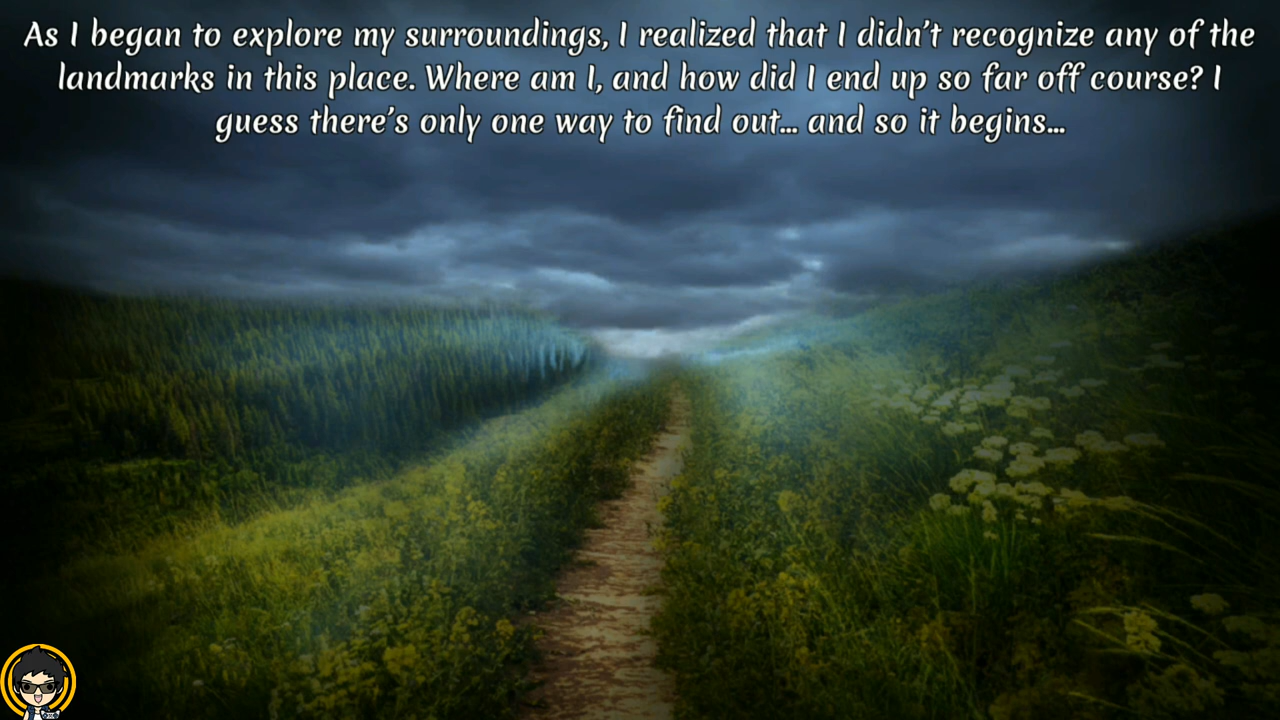 As I began to explore my surroundings, I realized that I didn’t recognize any of the
landmarks in this place. Where am I, and how did I end up so far off course? I
guess there’s only one way to find out... and so it begins...